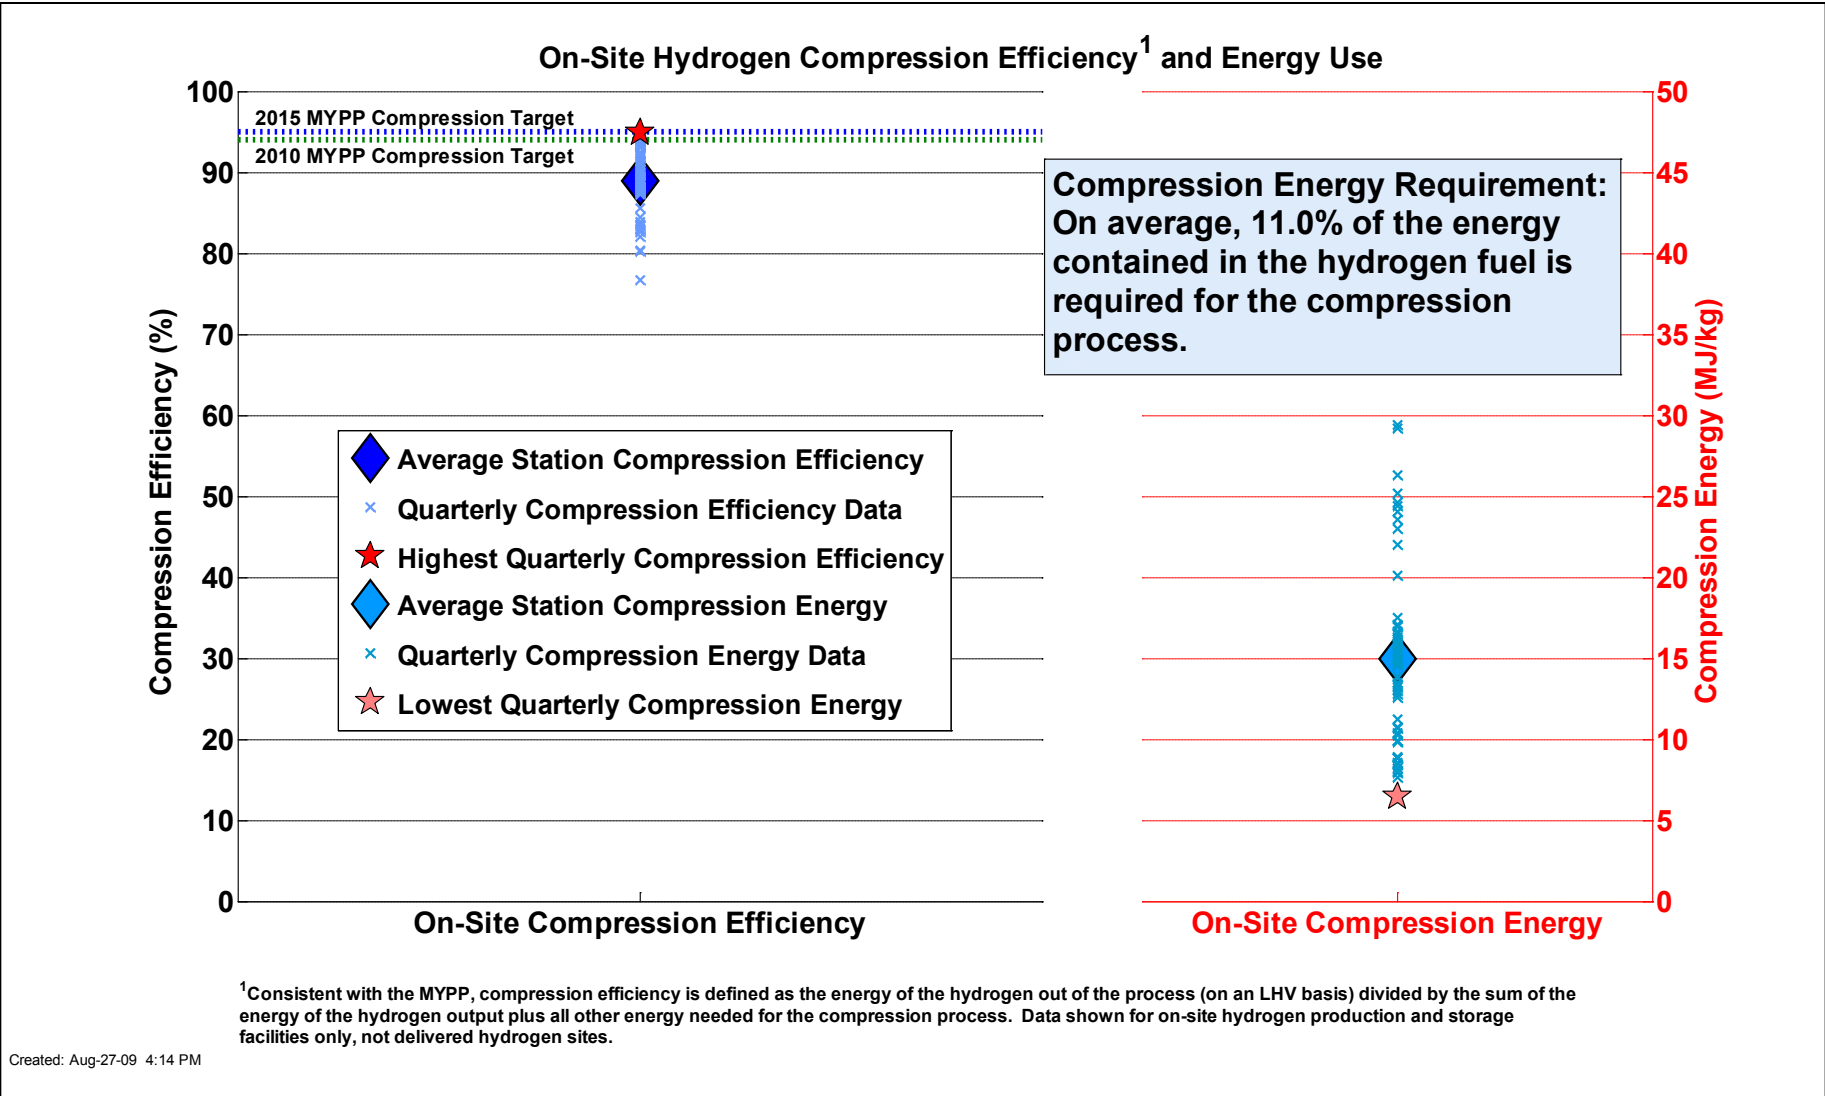 On-Site Hydrogen Compression Efficiency1 and Energy Use
100
90
80
70
60
50
40
30
20
10
0
Compression Efficiency (%)
2015 MYPP Compression Target
2010 MYPP Compression Target
Average Station Compression Efficiency
Quarterly Compression Efficiency Data
Highest Quarterly Compression Efficiency
Average Station Compression Energy
Quarterly Compression Energy Data
Lowest Quarterly Compression Energy
Compression Energy Requirement:
On average, 11.0% of the energy
contained in the hydrogen fuel is
required for the compression
process.
50
45
40
35
30
25
20
15
10
5
0
Compression Energy (MJ/kg)
On-Site Compression Efficiency
On-Site Compression Energy
1Consistent with the MYPP, compression efficiency is defined as the energy of the hydrogen out of the process (on an LHV basis) divided by the sum of the
energy of the hydrogen output plus all other energy needed for the compression process.  Data shown for on-site hydrogen production and storage
facilities only, not delivered hydrogen sites.
Created: Aug-27-09  4:14 PM